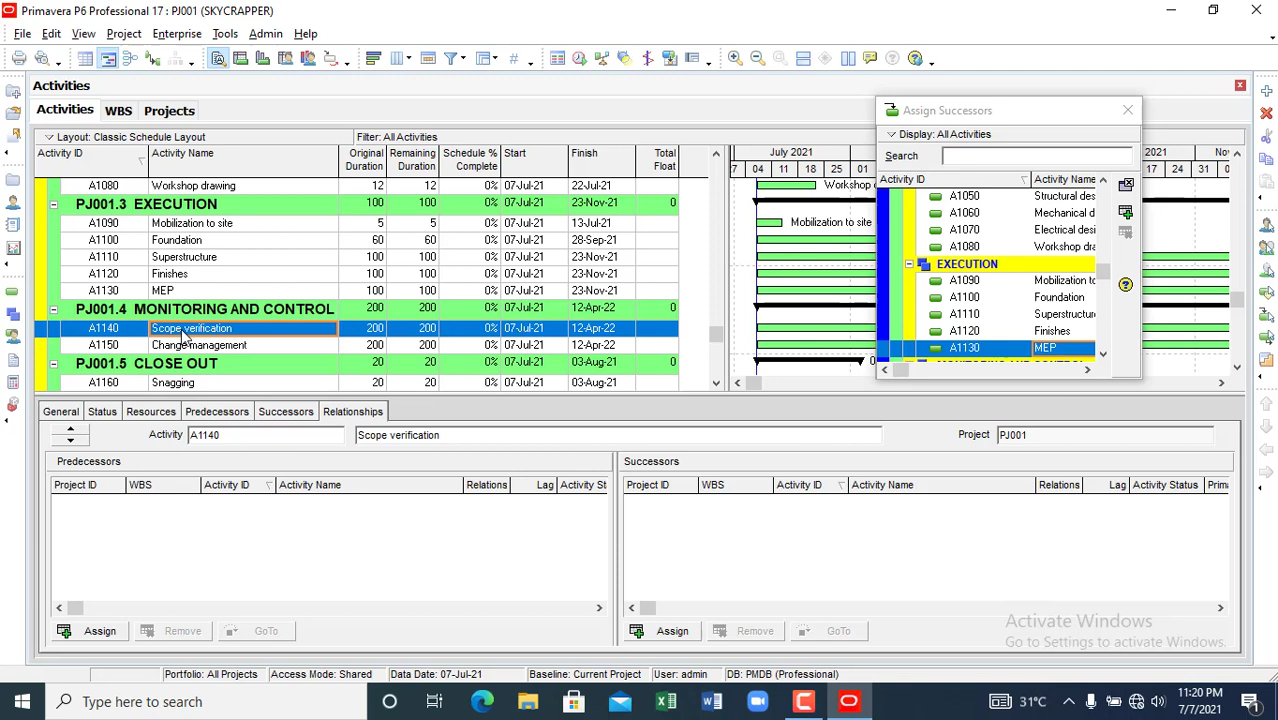 Primavera P6 Professional 17 : PJ001 (SKYCRAPPER)
File Edit View Project Enterprise Tools Admin Help
Activities
Activities WBS Projects
Layout: Classic Schedule Layout Filter: All Activities
Activity ID Activity Name Original Duration Remaining Duration Schedule % Complete Start Finish Total Float
July 2021
27 04 11 18 25 01
2021 Nov
17 24 31
A1080 Workshop drawing 12 12 0% 07-Jul-21 22-Jul-21
Workshop d
PJ001.3 EXECUTION 100 100 0% 07-Jul-21 23-Nov-21 0
A1090 Mobilization to site 5 5 0% 07-Jul-21 13-Jul-21
Mobilization to site
A1100 Foundation 60 60 0% 07-Jul-21 28-Sep-21
A1110 Superstructure 100 100 0% 07-Jul-21 23-Nov-21
A1120 Finishes 100 100 0% 07-Jul-21 23-Nov-21
A1130 MEP 100 100 0% 07-Jul-21 23-Nov-21
PJ001.4 MONITORING AND CONTROL 200 200 0% 07-Jul-21 12-Apr-22 0
A1140 Scope verification 200 200 0% 07-Jul-21 12-Apr-22
A1150 Change management 200 200 0% 07-Jul-21 12-Apr-22
PJ001.5 CLOSE OUT 20 20 0% 07-Jul-21 03-Aug-21 0
A1160 Snagging 20 20 0% 07-Jul-21 03-Aug-21
Assign Successors
Display: All Activities
Search
Activity ID Activity Name
A1050 Structural des
A1060 Mechanical d
A1070 Electrical des
A1080 Workshop dra
EXECUTION
A1090 Mobilization to
A1100 Foundation
A1110 Superstructur
A1120 Finishes
A1130 MEP
General Status Resources Predecessors Successors Relationships
Activity A1140 Scope verification Project PJ001
Predecessors
Project ID WBS Activity ID Activity Name Relations Lag Activity St
Assign Remove GoTo
Successors
Project ID WBS Activity ID Activity Name Relations Lag Activity Status Prima
Assign Remove GoTo
Activate Windows
Go to Settings to activate Windows.
Portfolio: All Projects Access Mode: Shared Data Date: 07-Jul-21 Baseline: Current Project User: admin DB: PMDB (Professional)
Type here to search
31°C
11:20 PM
7/7/2021